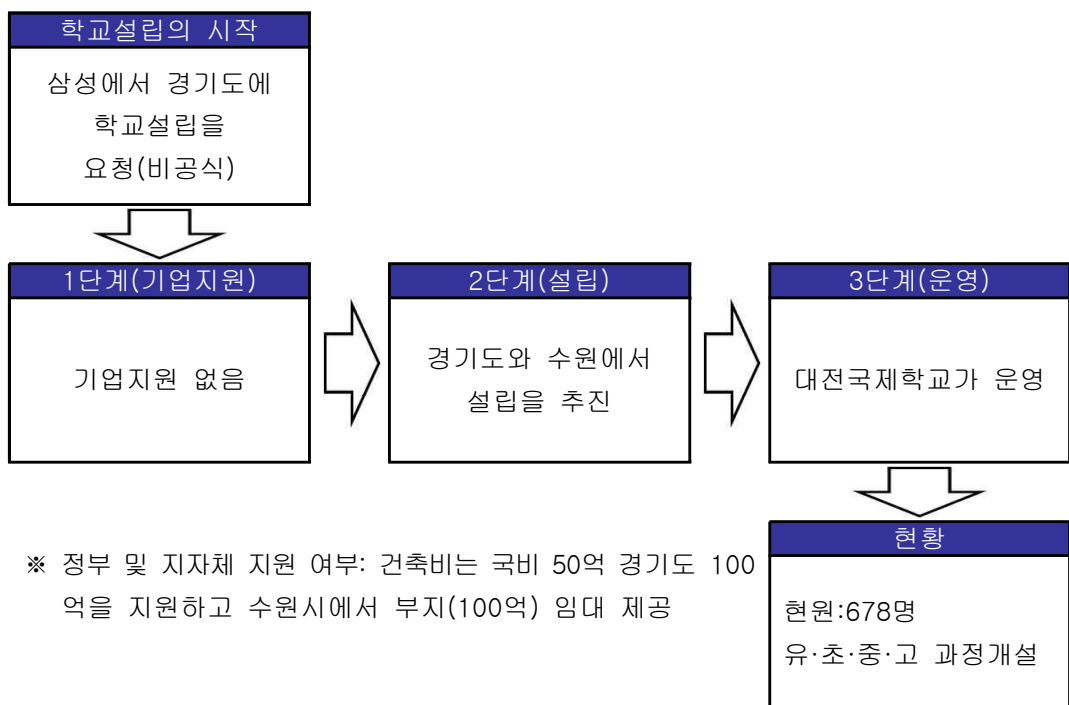 학교설립의 시작
삼성에서 경기도에
학교설립을
요청(비공식)
1단계(기업지원)
기업지원 없음
2단계(설립)
경기도와 수원에서
설립을 추진
3단계(운영)
대전국제학교가 운영
※ 정부 및 지자체 지원 여부: 건축비는 국비 50억 경기도 100
억을 지원하고 수원시에서 부지(100억) 임대 제공
현황
현원:678명
유·초·중·고 과정개설